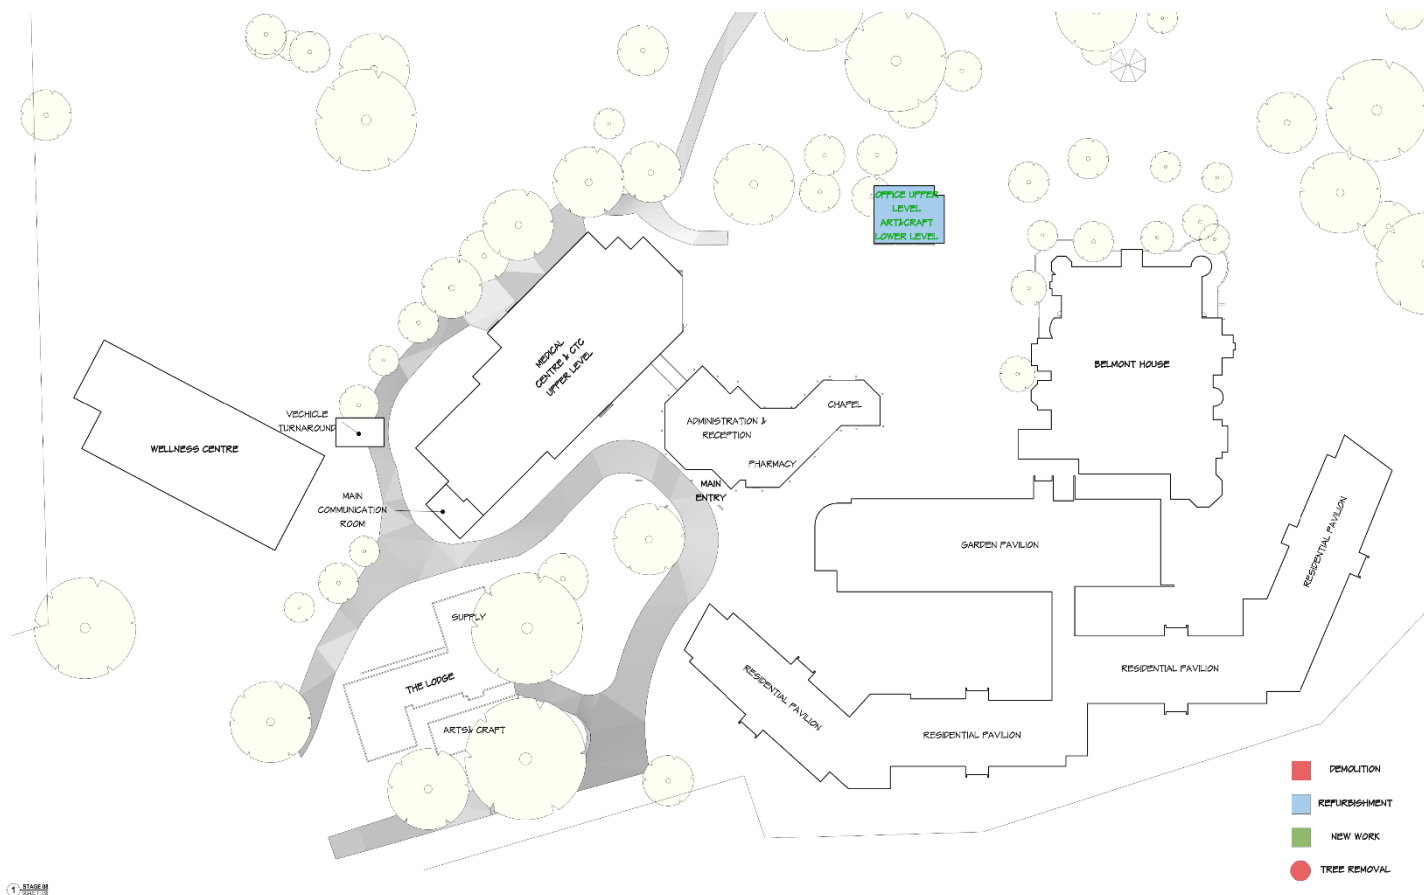 OFFICE UPPER
LEVEL
ART&CRAFT
LOWER LEVEL
MEDICAL
CENTRE & CTC
UPPER LEVEL
BELMONT HOUSE
CHAPEL
VECHICLE
TURNAROUND
ADMINISTRATION &
RECEPTION
WELLNESS CENTRE
PHARMACY
MAIN
ENTRY
MAIN
COMMUNICATION
ROOM
GARDEN PAVILION
RESIDENTIAL PAVILION
SUPPLY
THE LODGE
RESIDENTIAL PAVILION
RESIDENTIAL PAVILION
ARTS& CRAFT
RESIDENTIAL PAVILION
DEMOLITION
REFURBISHMENT
NEW WORK
TREE REMOVAL
1 STAGE 08